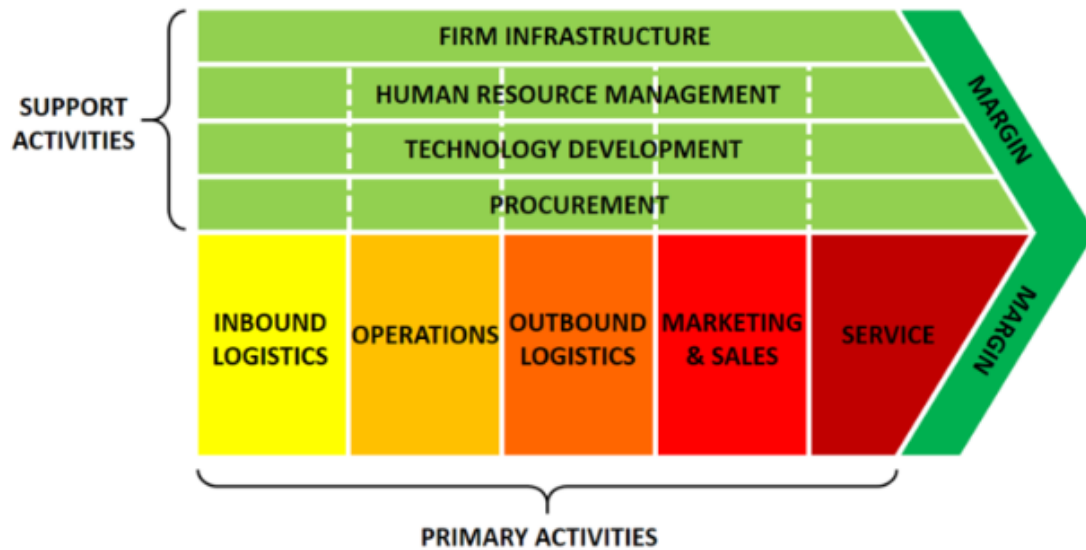 FIRM INFRASTRUCTURE
HUMAN RESOURCE MANAGEMENT
TECHNOLOGY DEVELOPMENT
PROCUREMENT
SUPPORT
ACTIVITIES
MARGIN
INBOUND
LOGISTICS
OPERATIONS
OUTBOUND
LOGISTICS
MARKETING
& SALES
SERVICE
MARGIN
PRIMARY ACTIVITIES